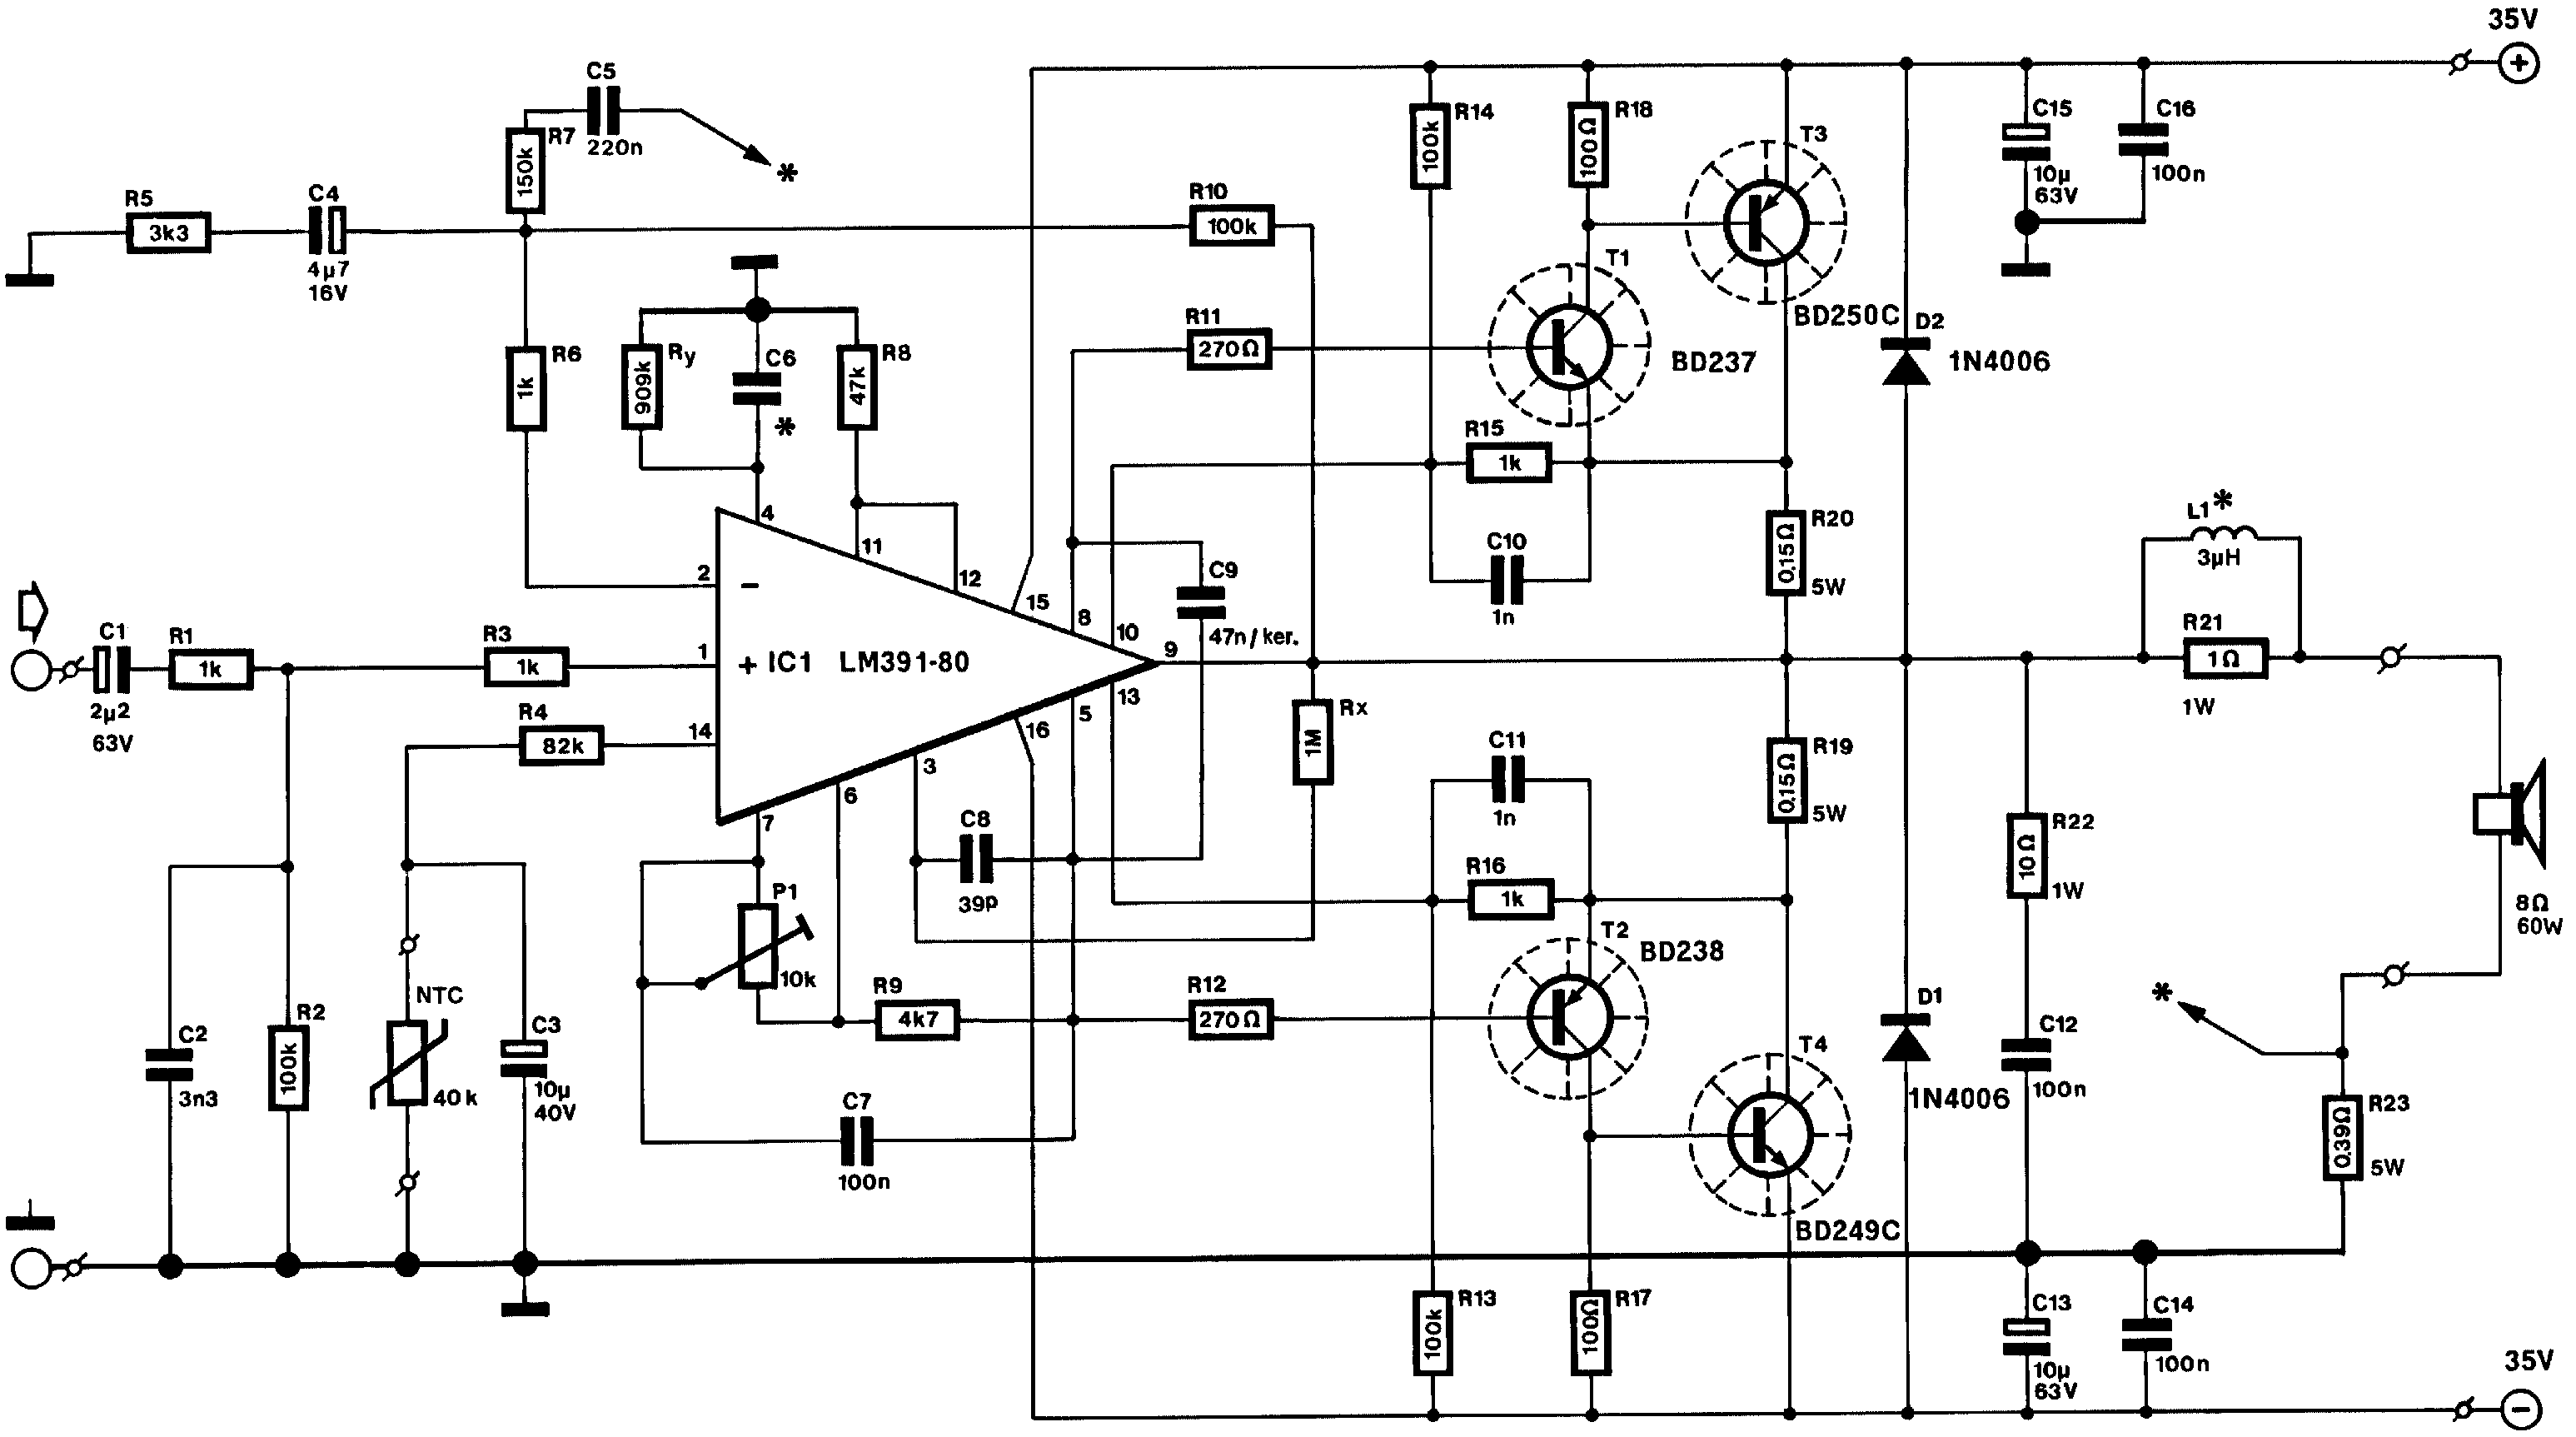 35V
+
C5
220n
*
R7
150k
R14
100k
R18
100Ω
T3
C15
10µ
63V
C16
100n
R5
3k3
C4
4µ7
16V
R10
100k
T1
BD250C
D2
1N4006
R11
270Ω
BD237
R6
1k
Ry
909k
C6
*
R8
47k
R15
1k
R20
0,15Ω
5W
L1*
3µH
C10
1n
4
11
12
15
8
10
9
2
−
C9
47n/ker.
C1
2µ2
63V
R1
1k
R3
1k
1
+ IC1 LM391-80
R21
1Ω
1W
R4
82k
14
16
5
13
3
6
7
Rx
1M
C11
1n
R19
0,15Ω
5W
R22
10Ω
1W
8Ω
60W
C8
39p
R16
1k
P1
10k
T2
BD238
NTC
40k
R2
100k
C2
3n3
C3
10µ
40V
R9
4k7
R12
270Ω
D1
1N4006
*
C12
100n
T4
BD249C
C7
100n
R23
0,39Ω
5W
R13
100k
R17
100Ω
C13
10µ
63V
C14
100n
35V
−